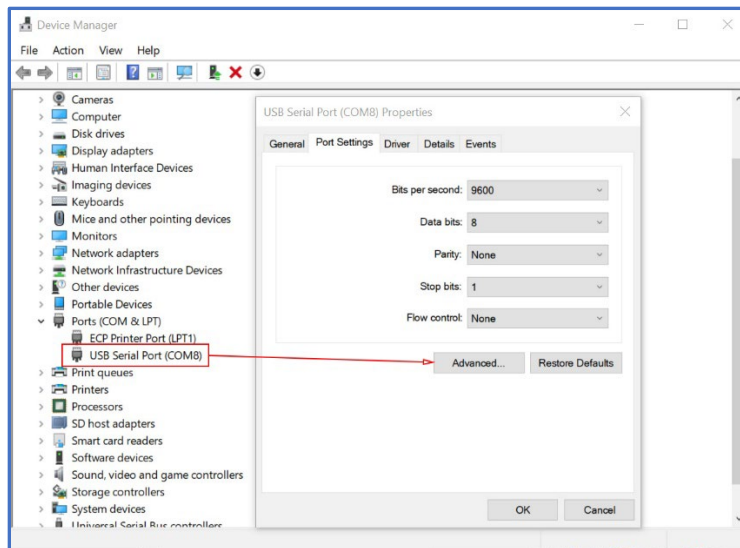 Device Manager
File Action View Help
Cameras
Computer
Disk drives
Display adapters
Human Interface Devices
Imaging devices
Keyboards
Mice and other pointing devices
Monitors
Network adapters
Network Infrastructure Devices
Other devices
Portable Devices
Ports (COM & LPT)
ECP Printer Port (LPT1)
USB Serial Port (COM8)
Print queues
Printers
Processors
SD host adapters
Smart card readers
Software devices
Sound, video and game controllers
Storage controllers
System devices
Universal Serial Bus controllers
USB Serial Port (COM8) Properties
General Port Settings Driver Details Events
Bits per second: 9600
Data bits: 8
Parity: None
Stop bits: 1
Flow control: None
Advanced... Restore Defaults
OK Cancel